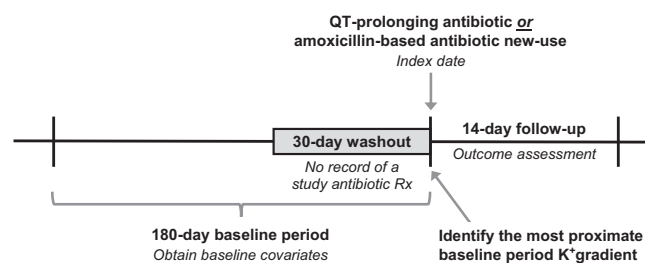 QT-prolonging antibiotic or
amoxicillin-based antibiotic new-use
Index date
30-day washout
14-day follow-up
No record of a
study antibiotic Rx
Outcome assessment
180-day baseline period
Obtain baseline covariates
Identify the most proximate
baseline period K⁺gradient